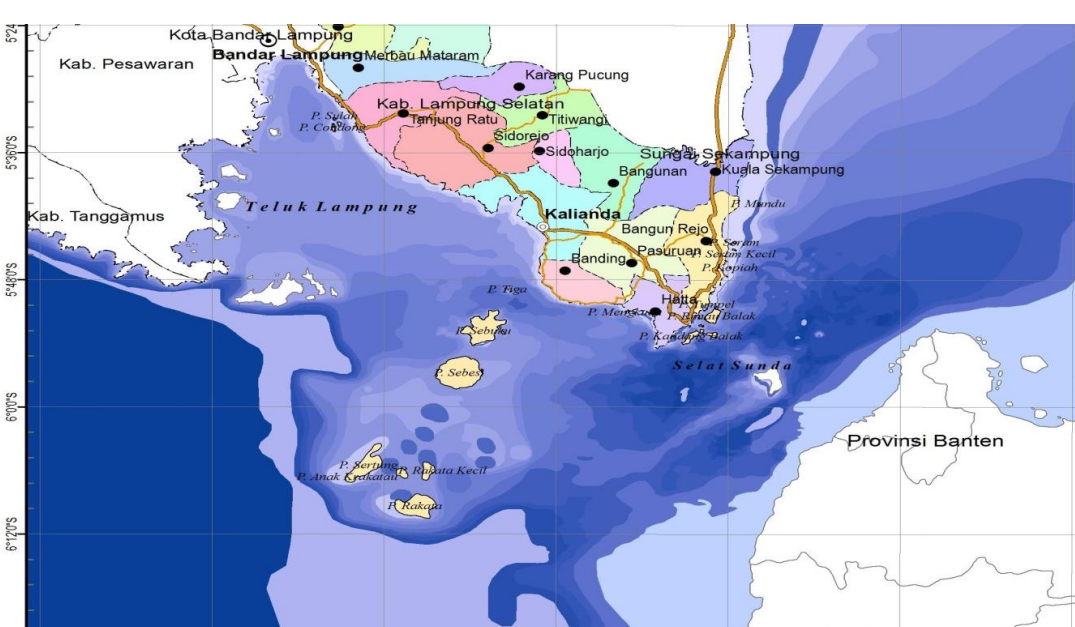 5°24
Kota Bandar Lampung
Bandar Lampung
Merbau Mataram
Kab. Pesawaran
Karang Pucung
Kab. Lampung Selatan
P. Sulah
Tanjung Ratu
Titiwangi
P. Condong
Sidorejo
5°36'0"S
Sidoharjo
Sungai Sekampung
Bangunan
Kuala Sekampung
Teluk Lampung
P. Mundu
Kab. Tanggamus
Kalianda
Bangun Rejo
P. Seram
Banding
Pasuruan
P. Seram Kecil
P. Kopiah
5°48'0"S
P. Tiga
Hatta
P. Rimau Balak
P. Sebuku
P. Kandang Balak
Selat Sunda
P. Sebesi
6°00'0"S
Provinsi Banten
P. Sertung
P. Rakata Kecil
P. Anak Krakatau
P. Rakata
6°12'0"S